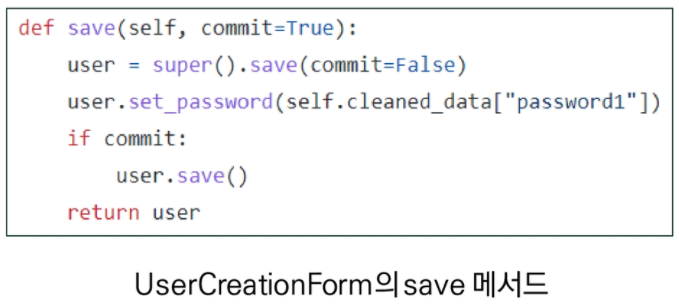 def save(self, commit=True):
    user = super().save(commit=False)
    user.set_password(self.cleaned_data["password1"])
    if commit:
        user.save()
    return user
UserCreationForm의 save 메서드